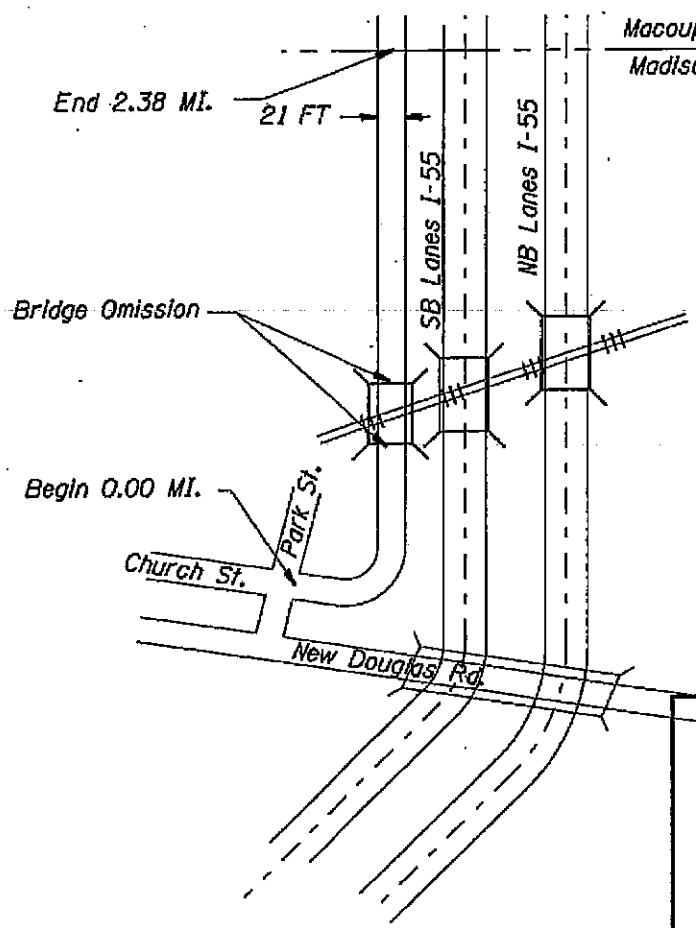 Macoup
Madiso
End 2.38 MI.
21 FT
SB Lanes I-55
NB Lanes I-55
Bridge Omission
Begin 0.00 MI.
Park St.
Church St.
New Douglas Rd.